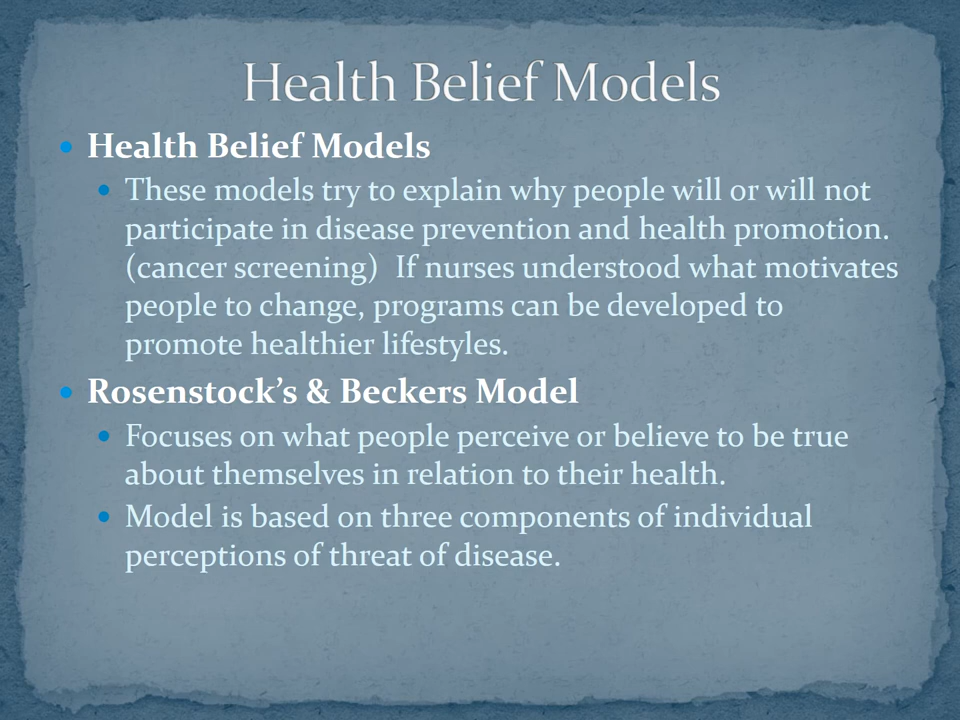 Health Belief Models
Health Belief Models
These models try to explain why people will or will not
participate in disease prevention and health promotion.
(cancer screening)  If nurses understood what motivates
people to change, programs can be developed to
promote healthier lifestyles.
Rosenstock’s & Beckers Model
Focuses on what people perceive or believe to be true
about themselves in relation to their health.
Model is based on three components of individual
perceptions of threat of disease.